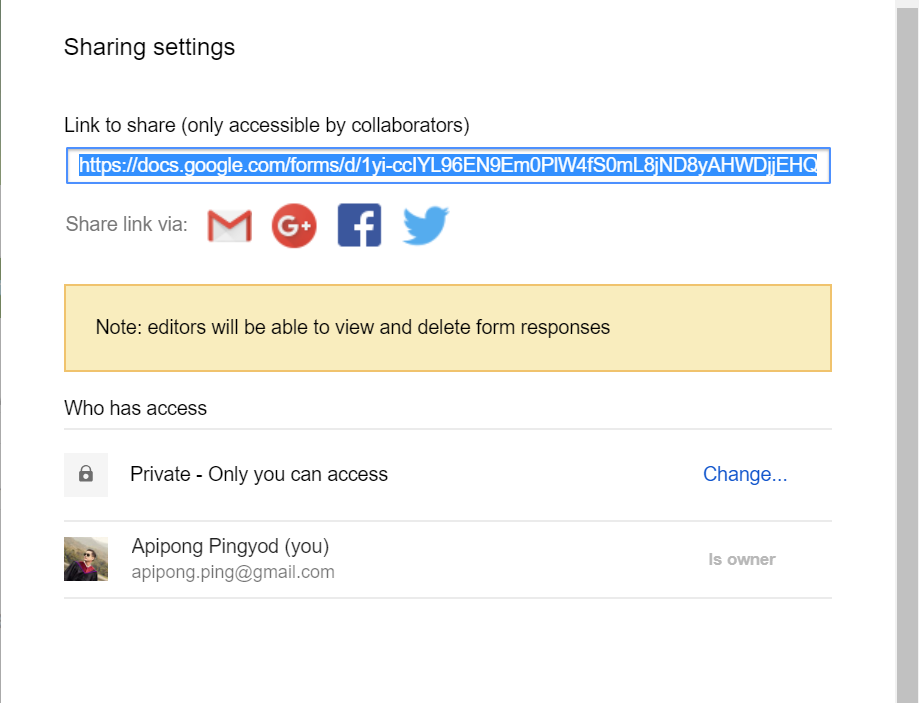 Sharing settings
Link to share (only accessible by collaborators)
https://docs.google.com/forms/d/1yi-ccIYL96EN9Em0PlW4fS0mL8jND8yAHWDjjEHQ
Share link via:
G+
Note: editors will be able to view and delete form responses
Who has access
Private - Only you can access
Change...
Apipong Pingyod (you)
Is owner
apipong.ping@gmail.com